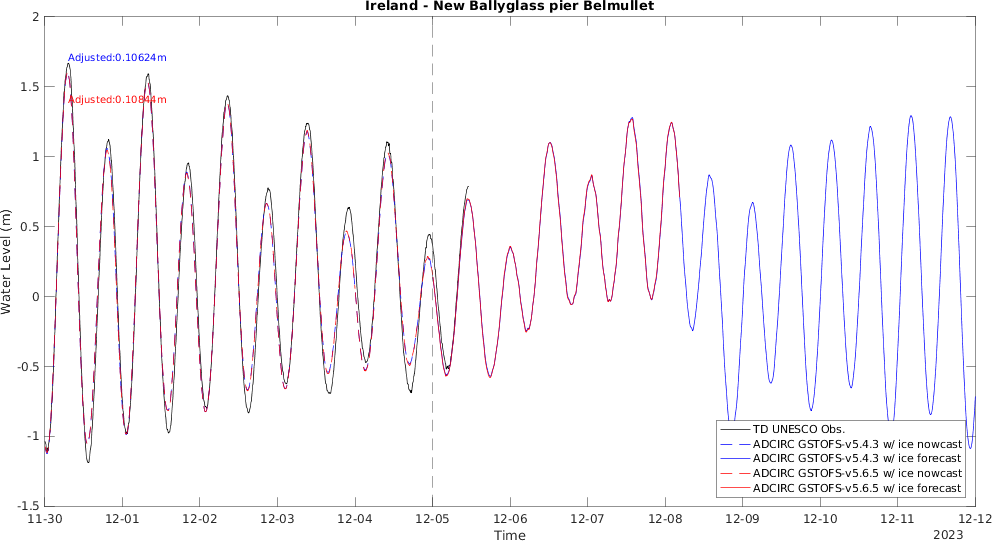 Ireland - New Ballyglass pier Belmullet
2
1.5
1
0.5
0
-0.5
-1
-1.5
Water Level (m)
Adjusted:0.10624m
Adjusted:0.10844m
TD UNESCO Obs.
ADCIRC GSTOFS-v5.4.3 w/ ice nowcast
ADCIRC GSTOFS-v5.4.3 w/ ice forecast
ADCIRC GSTOFS-v5.6.5 w/ ice nowcast
ADCIRC GSTOFS-v5.6.5 w/ ice forecast
11-30 12-01 12-02 12-03 12-04 12-05 12-06 12-07 12-08 12-09 12-10 12-11 12-12
Time
2023